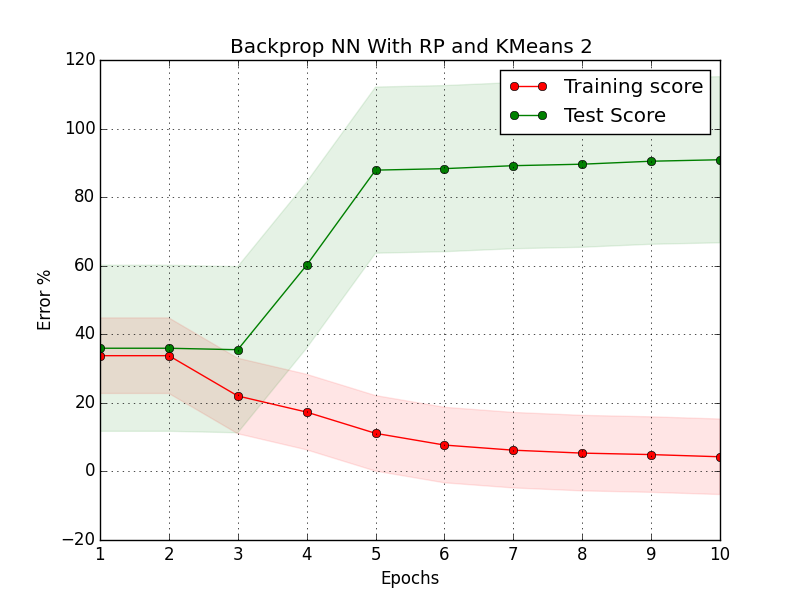 Backprop NN With RP and KMeans 2
120
100
80
60
40
20
0
−20
Error %
Training score
Test Score
1 2 3 4 5 6 7 8 9 10
Epochs